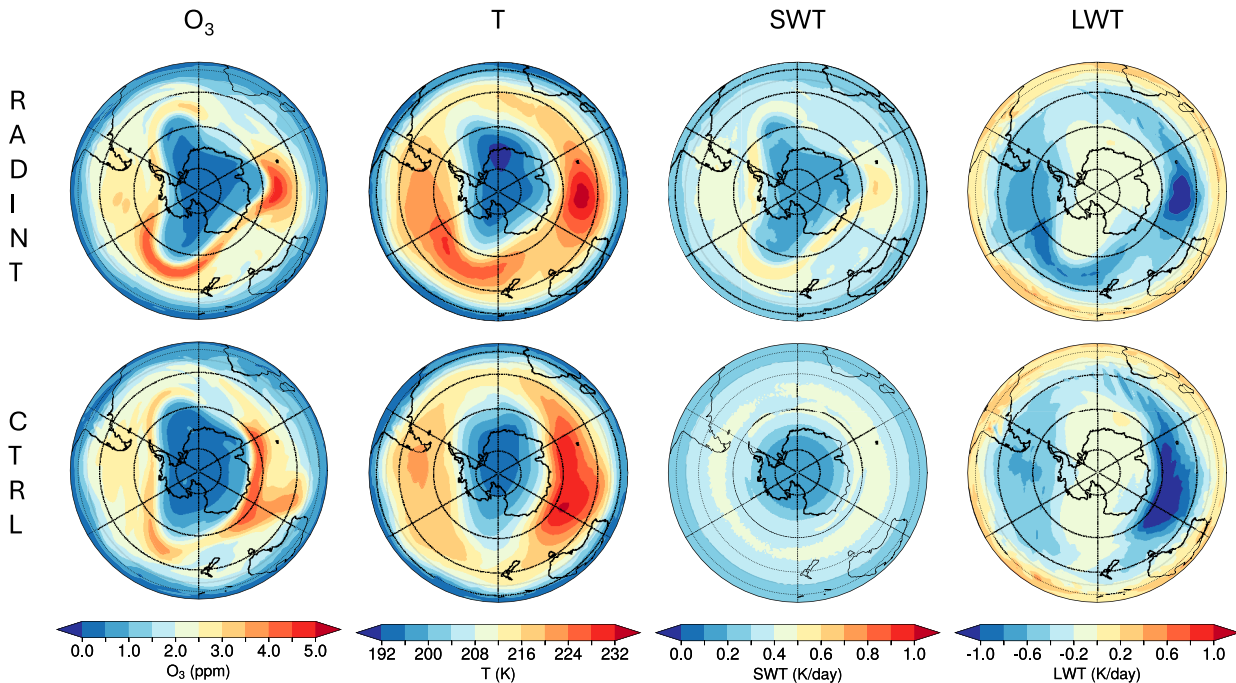 O₃ T SWT LWT
R
A
D
I
N
T
C
T
R
L
0.0 1.0 2.0 3.0 4.0 5.0
O₃ (ppm)
192 200 208 216 224 232
T (K)
0.0 0.2 0.4 0.6 0.8 1.0
SWT (K/day)
-1.0 -0.6 -0.2 0.2 0.6 1.0
LWT (K/day)